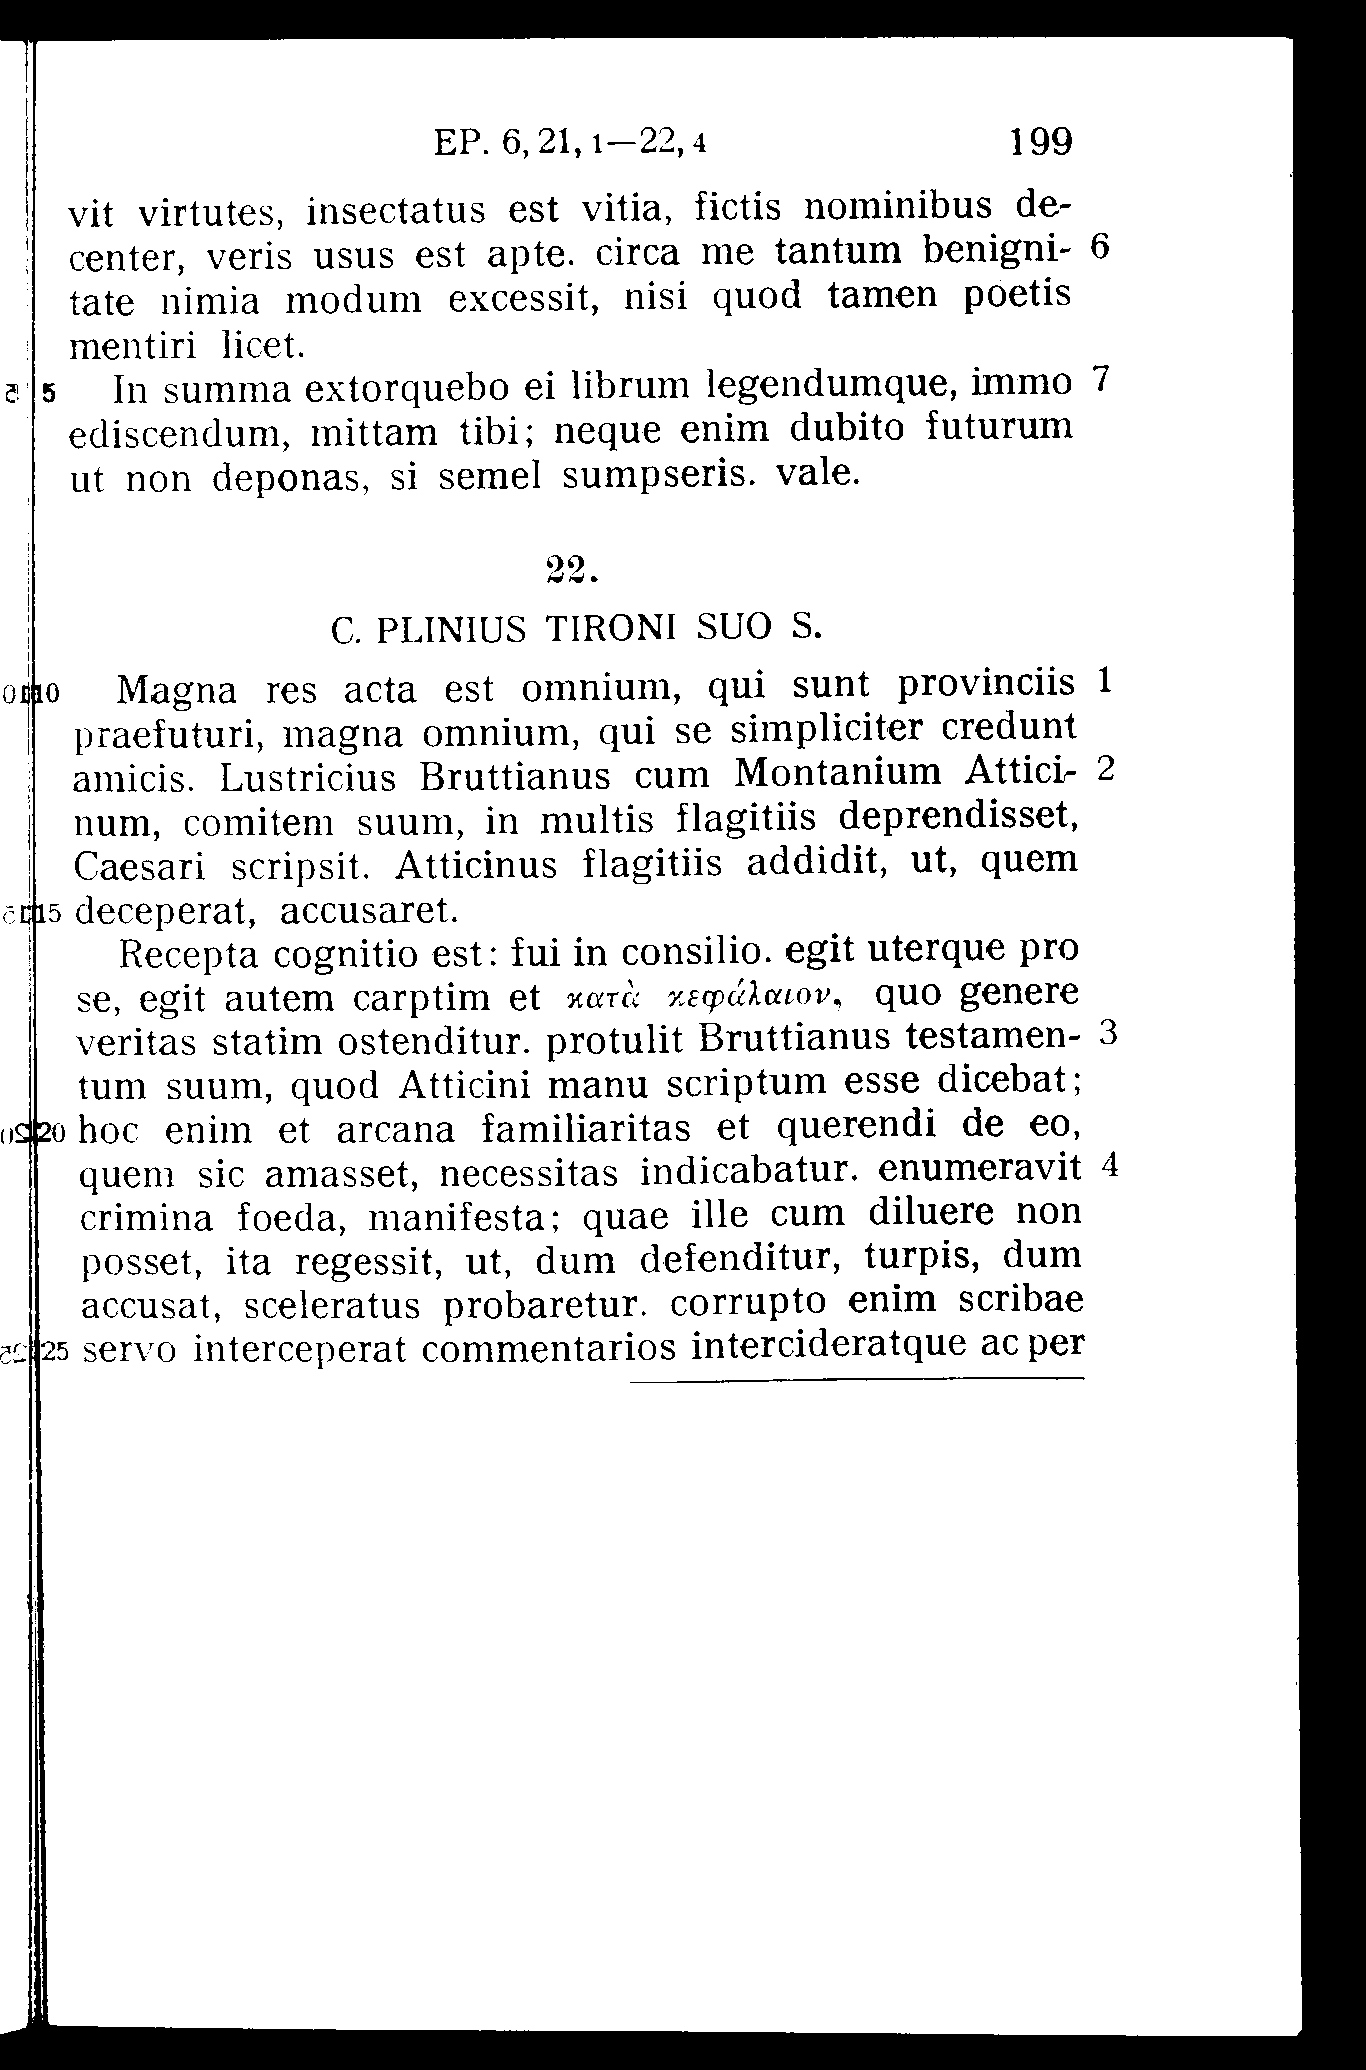 EP. 6, 21, 1—22, 4 199
vit virtutes, insectatus est vitia, fictis nominibus de-
center, veris usus est apte. circa me tantum benigni- 6
tate nimia modum excessit, nisi quod tamen poetis
mentiri licet.
5 In summa extorquebo ei librum legendumque, immo 7
ediscendum, mittam tibi; neque enim dubito futurum
ut non deponas, si semel sumpseris. vale.
22.
C. PLINIUS TIRONI SUO S.
10 Magna res acta est omnium, qui sunt provinciis 1
praefuturi, magna omnium, qui se simpliciter credunt
amicis. Lustricius Bruttianus cum Montanium Attici- 2
num, comitem suum, in multis flagitiis deprendisset,
Caesari scripsit. Atticinus flagitiis addidit, ut, quem
15 deceperat, accusaret.
Recepta cognitio est: fui in consilio. egit uterque pro
se, egit autem carptim et κατὰ κεφάλαιον, quo genere
veritas statim ostenditur. protulit Bruttianus testamen- 3
tum suum, quod Atticini manu scriptum esse dicebat;
20 hoc enim et arcana familiaritas et querendi de eo,
quem sic amasset, necessitas indicabatur. enumeravit 4
crimina foeda, manifesta; quae ille cum diluere non
posset, ita regessit, ut, dum defenditur, turpis, dum
accusat, sceleratus probaretur. corrupto enim scribae
25 servo interceperat commentarios intercideratque ac per